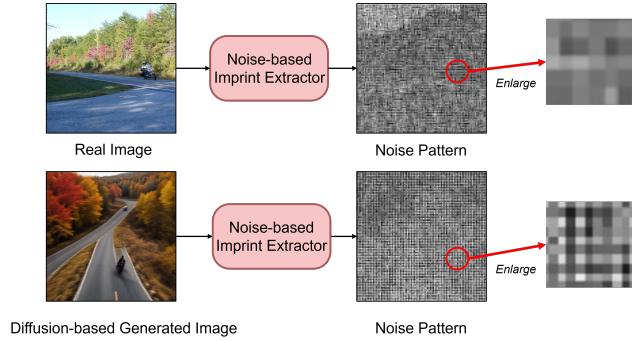 Noise-based
Imprint Extractor
Enlarge
Real Image
Noise Pattern
Noise-based
Imprint Extractor
Enlarge
Diffusion-based Generated Image
Noise Pattern